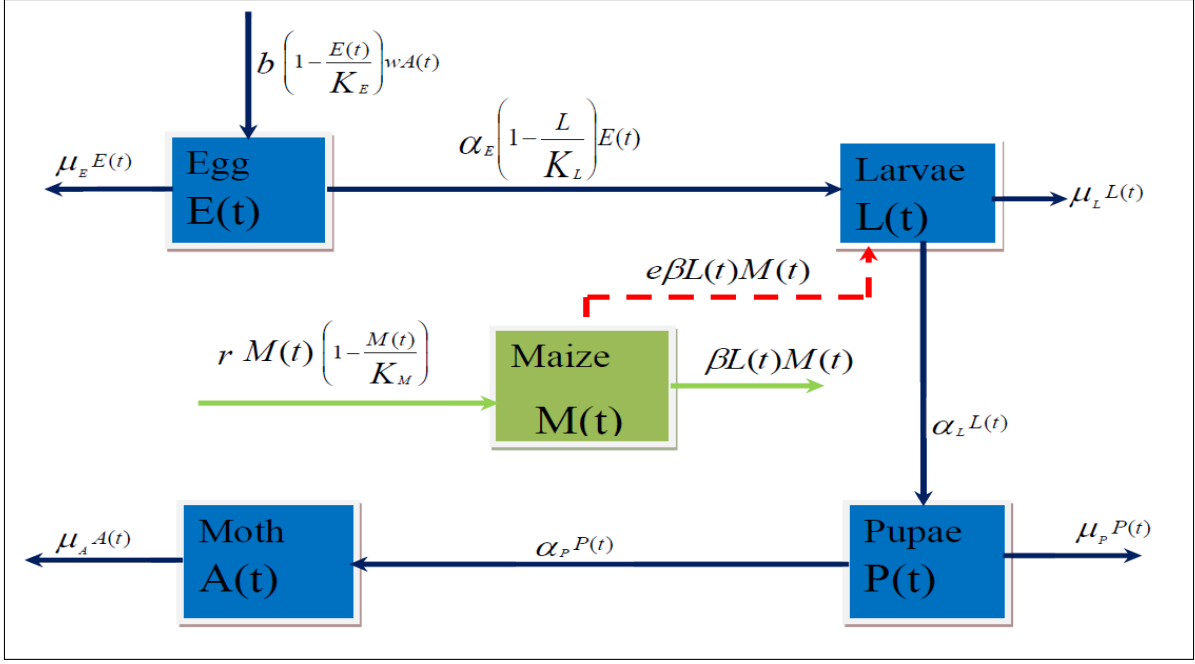 b (1 - E(t)/K_E) wA(t)
α_E (1 - L/K_L) E(t)
μ_E E(t)
Egg
E(t)
Larvae
L(t)
μ_L L(t)
eβL(t)M(t)
r M(t) (1 - M(t)/K_M)
Maize
M(t)
βL(t)M(t)
α_L L(t)
μ_A A(t)
Moth
A(t)
α_P P(t)
Pupae
P(t)
μ_P P(t)